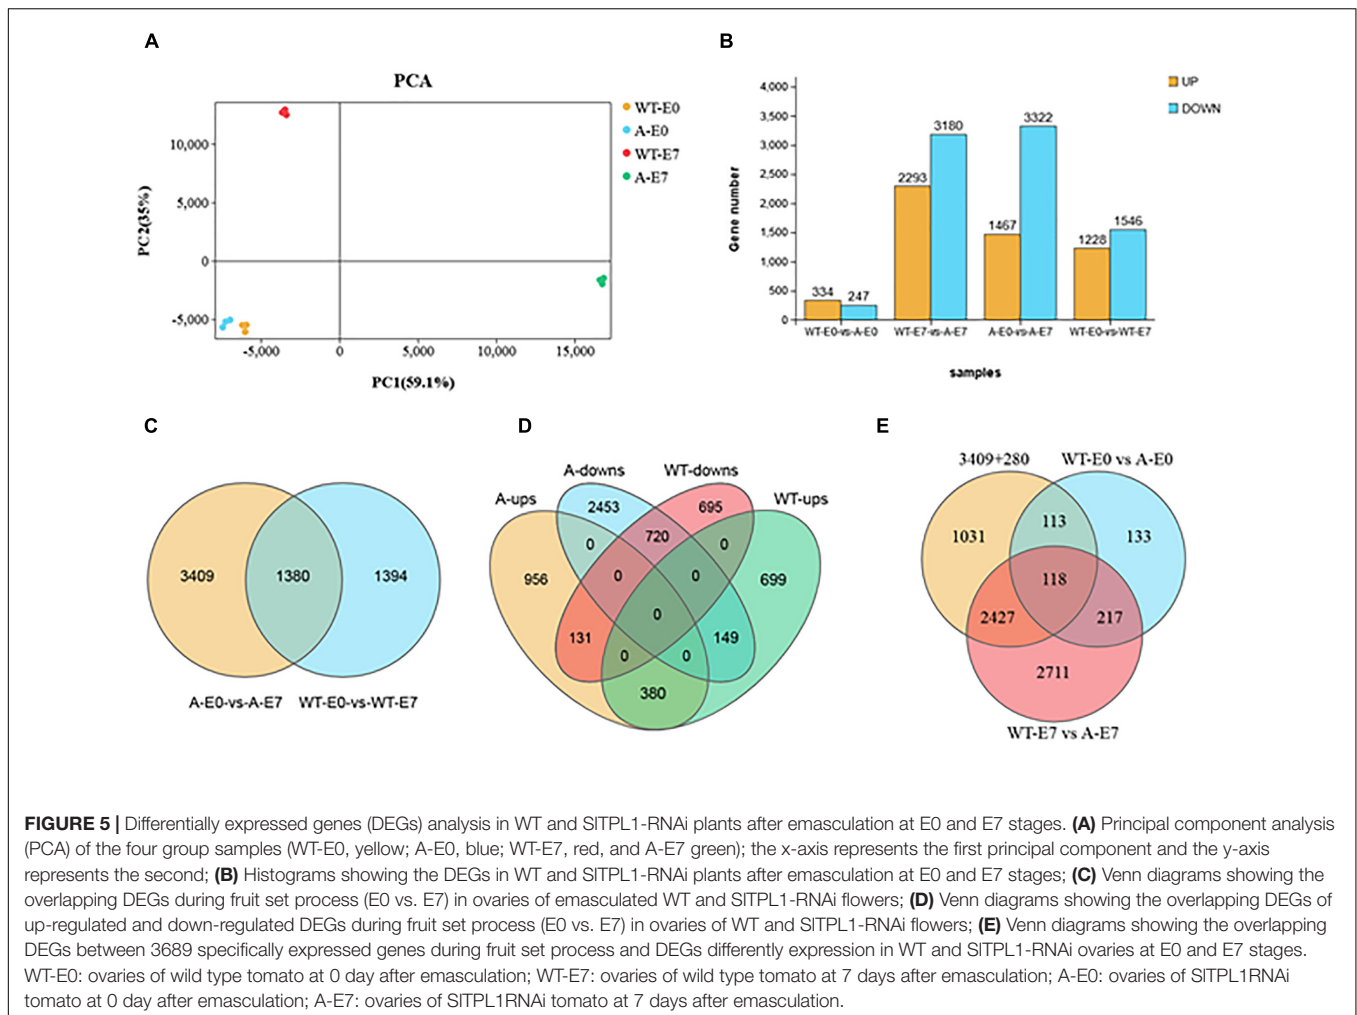 A
PCA
PC2(35%)
10,000
5,000
0
-5,000
-5,000
0
5,000
10,000
15,000
PC1(59.1%)
WT-E0
A-E0
WT-E7
A-E7
B
UP
DOWN
Gene number
4,000
3,500
3,000
2,500
2,000
1,500
1,000
500
0
334
247
2293
3180
1467
3322
1228
1546
WT-E0-vs-A-E0
WT-E7-vs-A-E7
A-E0-vs-A-E7
WT-E0-vs-WT-E7
samples
C
3409
1380
1394
A-E0-vs-A-E7
WT-E0-vs-WT-E7
D
A-ups
A-downs
WT-downs
WT-ups
2453
695
0
720
0
956
0
0
699
0
131
149
0
0
380
E
3409+280
WT-E0 vs A-E0
1031
113
133
118
2427
217
2711
WT-E7 vs A-E7
FIGURE 5 | Differentially expressed genes (DEGs) analysis in WT and SlTPL1-RNAi plants after emasculation at E0 and E7 stages. (A) Principal component analysis
(PCA) of the four group samples (WT-E0, yellow; A-E0, blue; WT-E7, red, and A-E7 green); the x-axis represents the first principal component and the y-axis
represents the second; (B) Histograms showing the DEGs in WT and SlTPL1-RNAi plants after emasculation at E0 and E7 stages; (C) Venn diagrams showing the
overlapping DEGs during fruit set process (E0 vs. E7) in ovaries of emasculated WT and SlTPL1-RNAi flowers; (D) Venn diagrams showing the overlapping DEGs of
up-regulated and down-regulated DEGs during fruit set process (E0 vs. E7) in ovaries of WT and SlTPL1-RNAi flowers; (E) Venn diagrams showing the overlapping
DEGs between 3689 specifically expressed genes during fruit set process and DEGs differently expression in WT and SlTPL1-RNAi ovaries at E0 and E7 stages.
WT-E0: ovaries of wild type tomato at 0 day after emasculation; WT-E7: ovaries of wild type tomato at 7 days after emasculation; A-E0: ovaries of SlTPL1RNAi
tomato at 0 day after emasculation; A-E7: ovaries of SlTPL1RNAi tomato at 7 days after emasculation.